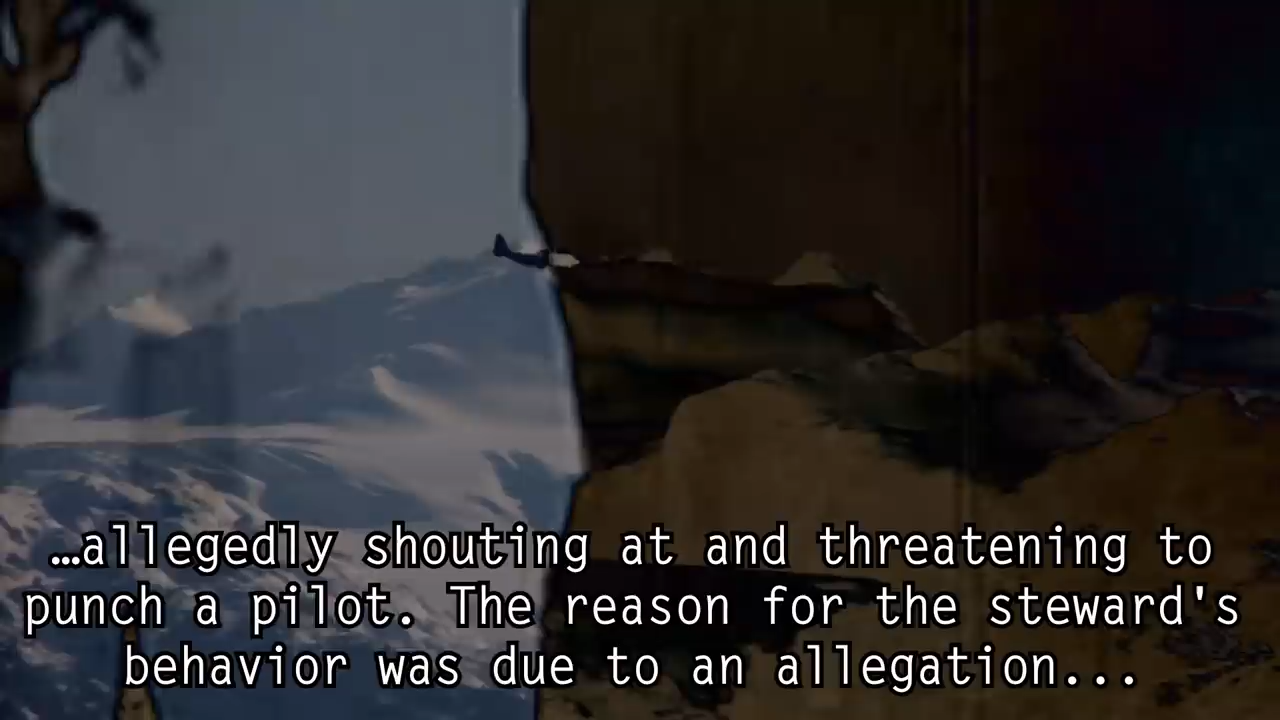 …allegedly shouting at and threatening to
punch a pilot. The reason for the steward's
behavior was due to an allegation...